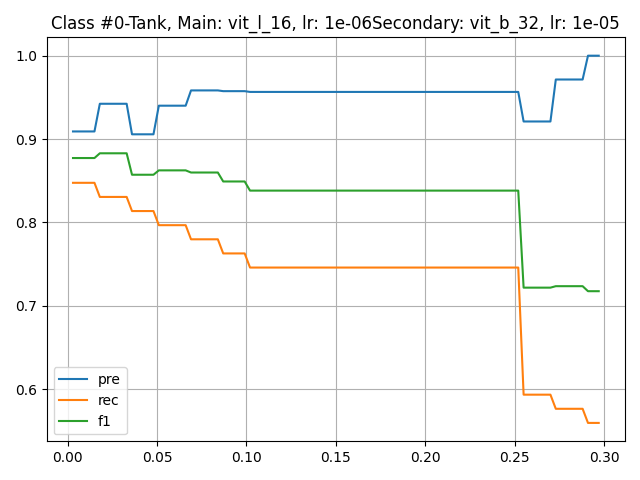 Class #0-Tank, Main: vit_l_16, lr: 1e-06Secondary: vit_b_32, lr: 1e-05
1.0
0.9
0.8
0.7
0.6
pre
rec
f1
0.00 0.05 0.10 0.15 0.20 0.25 0.30